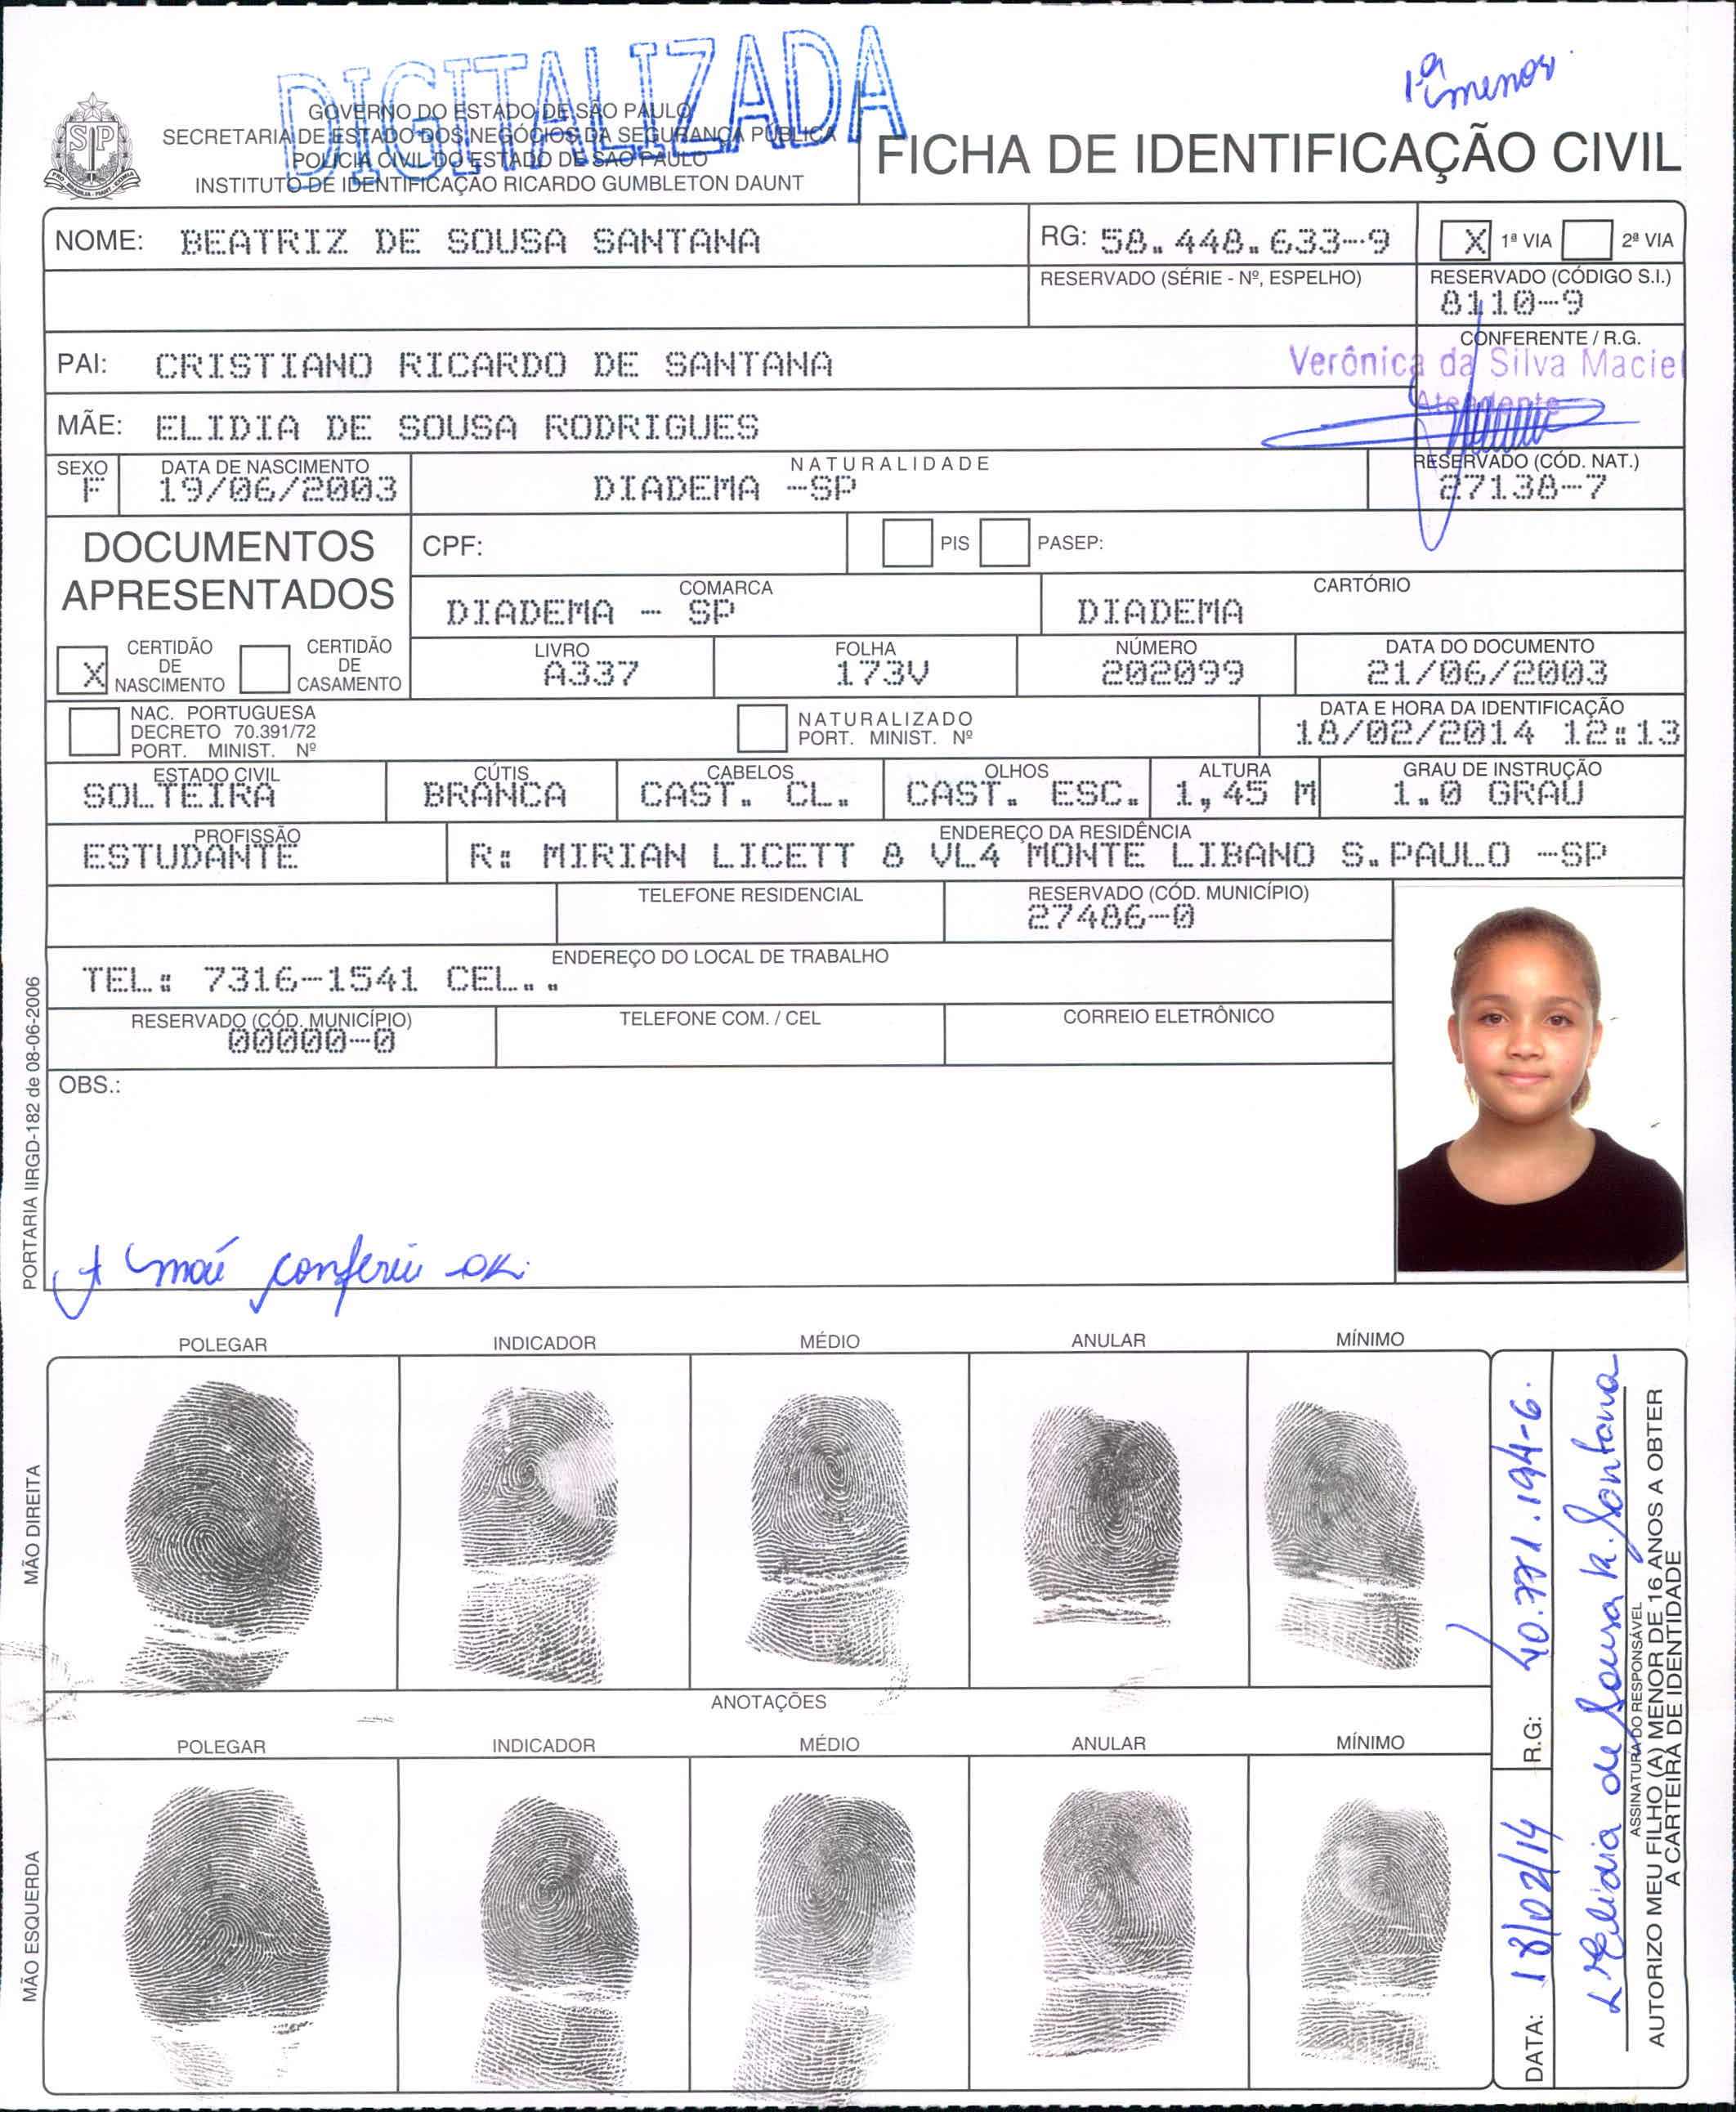 DIGITALIZADA
1ª menor
GOVERNO DO ESTADO DE SÃO PAULO
SECRETARIA DE ESTADO DOS NEGÓCIOS DA SEGURANÇA PÚBLICA
POLÍCIA CIVIL DO ESTADO DE SÃO PAULO
INSTITUTO DE IDENTIFICAÇÃO RICARDO GUMBLETON DAUNT
SP
FICHA DE IDENTIFICAÇÃO CIVIL
NOME: BEATRIZ DE SOUSA SANTANA
RG: 58.448.633-9
X 1ª VIA 2ª VIA
RESERVADO (SÉRIE - Nº, ESPELHO)
RESERVADO (CÓDIGO S.I.)
8110-9
PAI: CRISTIANO RICARDO DE SANTANA
CONFERENTE / R.G.
Verônica da Silva Maciel
Atendente
MÃE: ELIDIA DE SOUSA RODRIGUES
SEXO
F
DATA DE NASCIMENTO
19/06/2003
NATURALIDADE
DIADEMA -SP
RESERVADO (CÓD. NAT.)
27138-7
DOCUMENTOS
APRESENTADOS
CPF:
PIS PASEP:
COMARCA
DIADEMA - SP
CARTÓRIO
DIADEMA
X CERTIDÃO
DE
NASCIMENTO
CERTIDÃO
DE
CASAMENTO
LIVRO
A337
FOLHA
173V
NÚMERO
202099
DATA DO DOCUMENTO
21/06/2003
NAC. PORTUGUESA
DECRETO 70.391/72
PORT. MINIST. Nº
NATURALIZADO
PORT. MINIST. Nº
DATA E HORA DA IDENTIFICAÇÃO
18/02/2014 12:13
ESTADO CIVIL
SOLTEIRA
CÚTIS
BRANCA
CABELOS
CAST. CL.
OLHOS
CAST. ESC.
ALTURA
1,45 M
GRAU DE INSTRUÇÃO
1.0 GRAU
PROFISSÃO
ESTUDANTE
ENDEREÇO DA RESIDÊNCIA
R: MIRIAN LICETT 8 VL4 MONTE LIBANO S.PAULO -SP
TELEFONE RESIDENCIAL
RESERVADO (CÓD. MUNICÍPIO)
27486-0
ENDEREÇO DO LOCAL DE TRABALHO
TEL: 7316-1541 CEL..
RESERVADO (CÓD. MUNICÍPIO)
00000-0
TELEFONE COM. / CEL
CORREIO ELETRÔNICO
OBS.:
A mãe conferiu ok.
PORTARIA IIRGD-182 de 08-06-2006
POLEGAR INDICADOR MÉDIO ANULAR MÍNIMO
MÃO DIREITA
ANOTAÇÕES
POLEGAR INDICADOR MÉDIO ANULAR MÍNIMO
MÃO ESQUERDA
DATA: 18/02/14 R.G: 40.771.194-6.
Elidia de Sousa R. Santana
ASSINATURA DO RESPONSÁVEL
AUTORIZO MEU FILHO (A) MENOR DE 16 ANOS A OBTER
A CARTEIRA DE IDENTIDADE